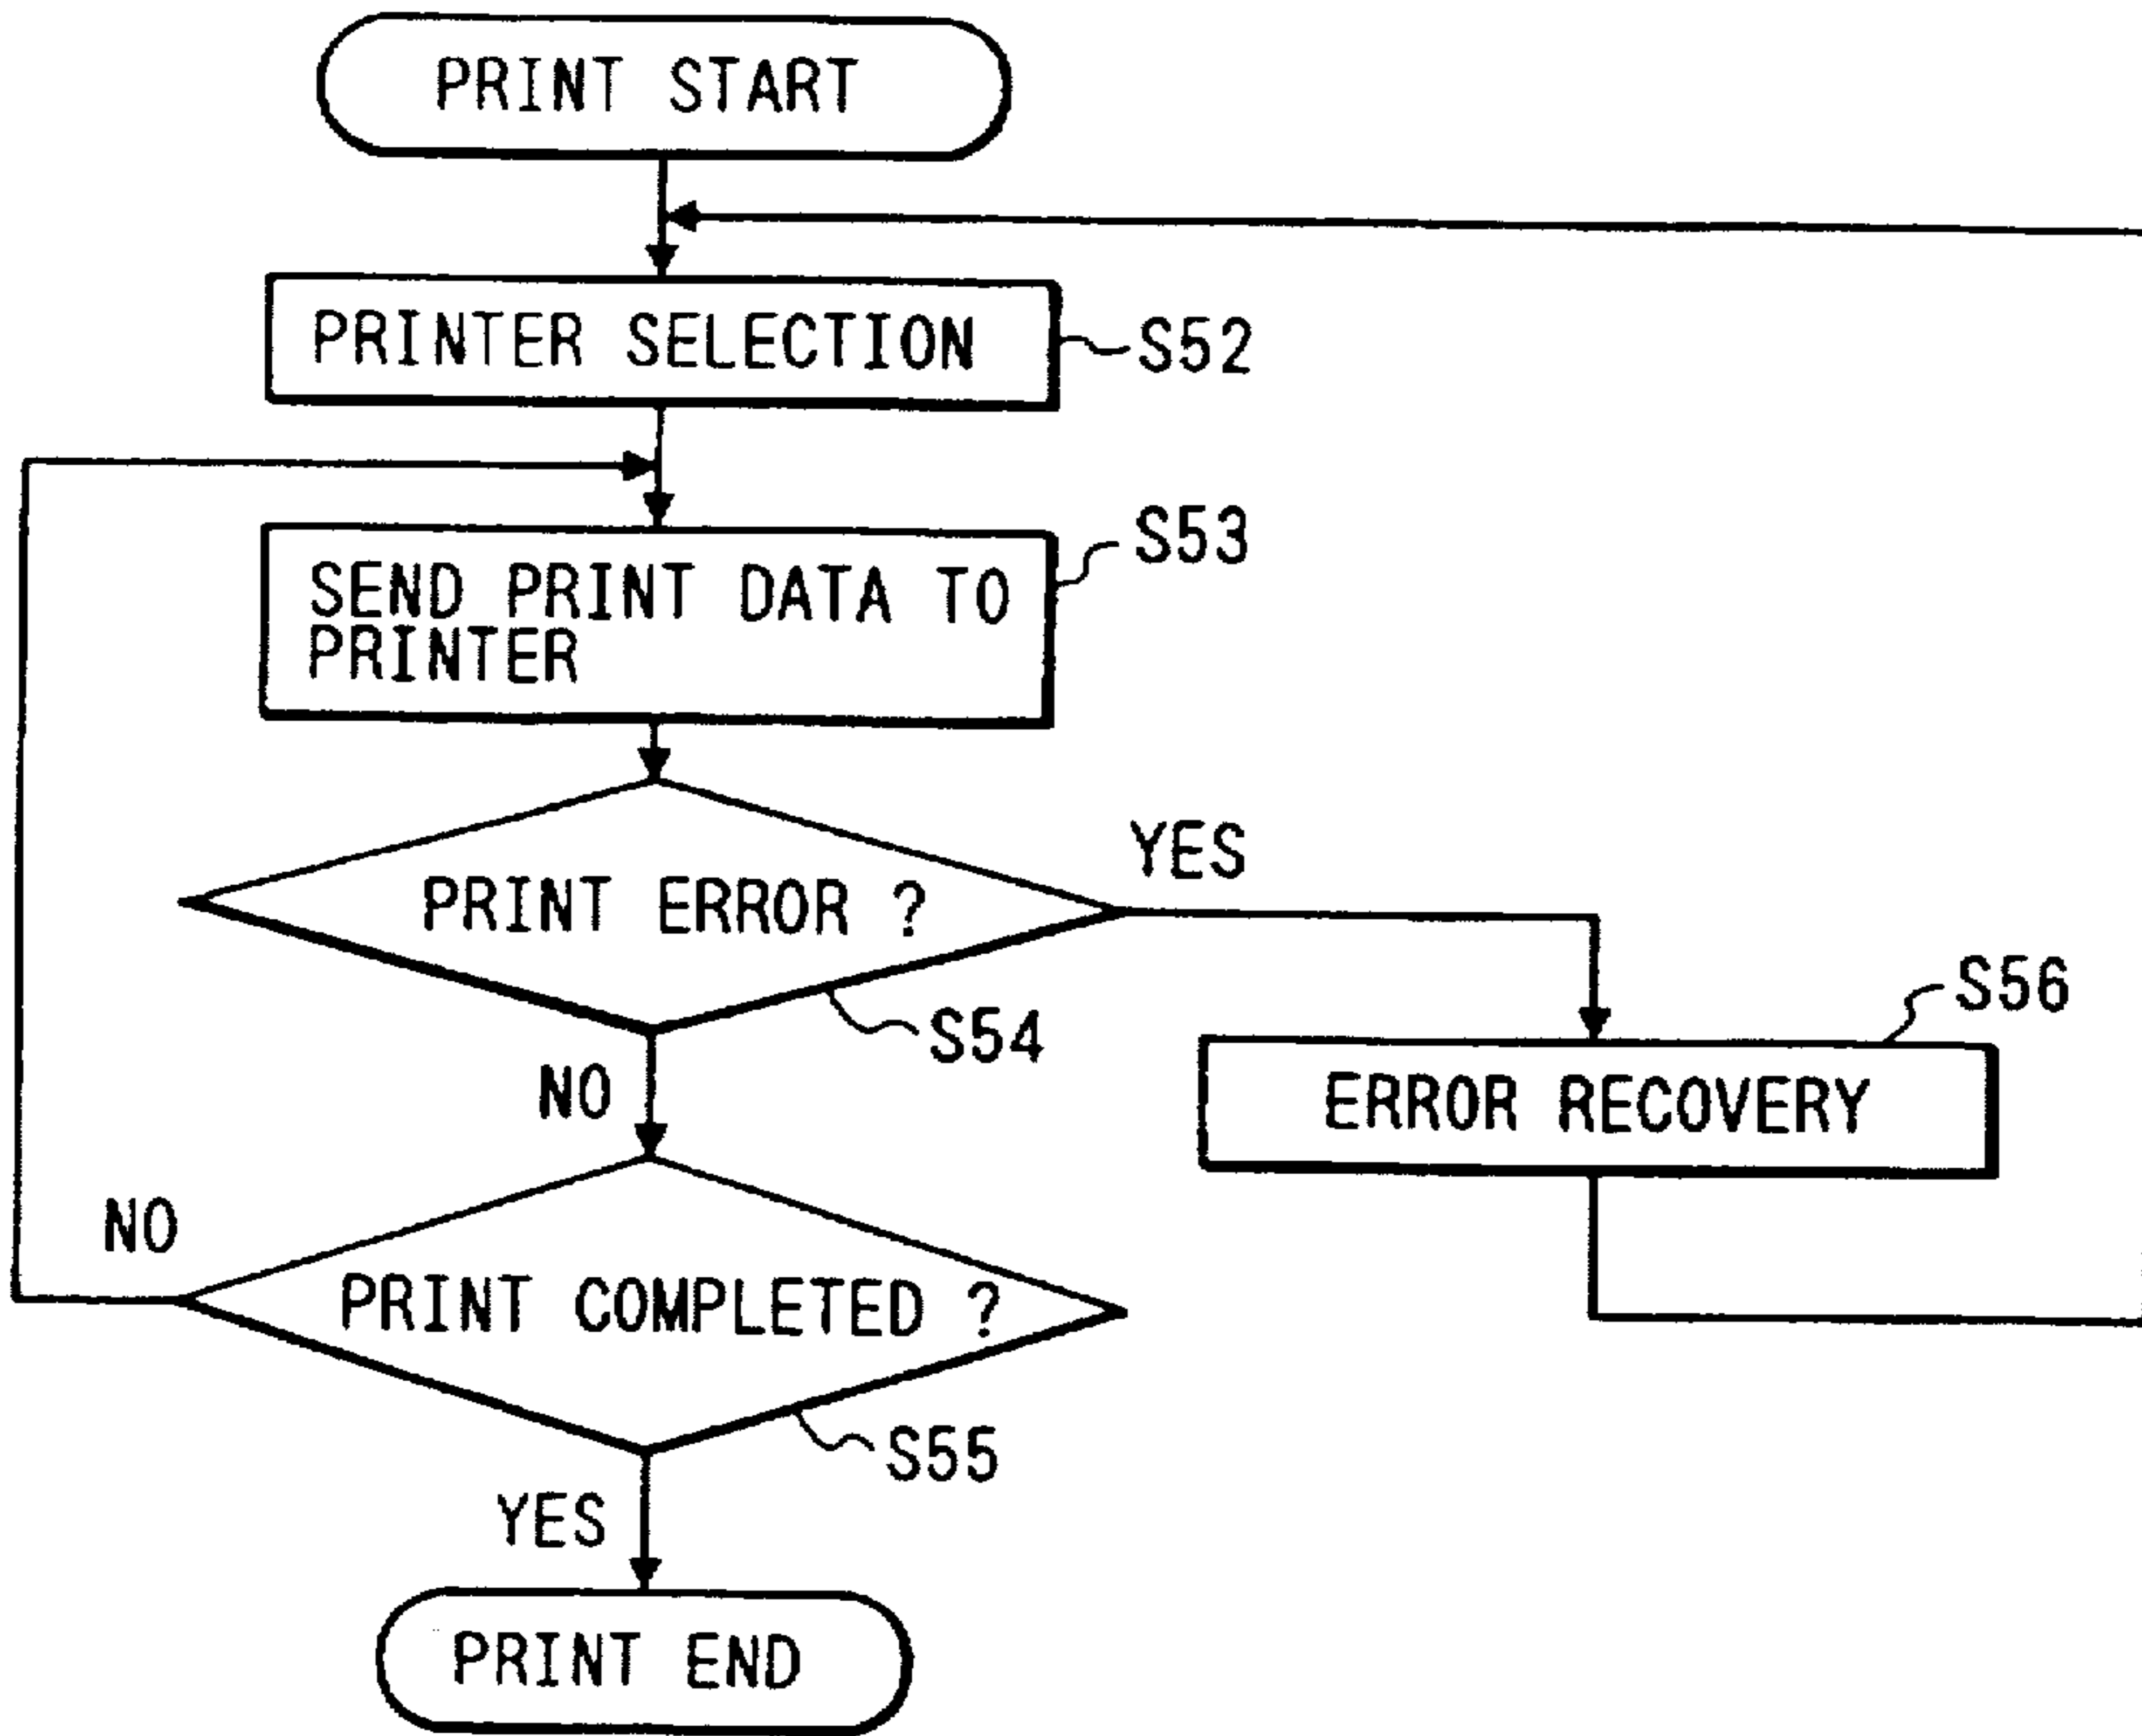 PRINT START
PRINTER SELECTION
S52
S53
SEND PRINT DATA TO
PRINTER
YES
PRINT ERROR ?
S54
S56
NO
ERROR RECOVERY
NO
PRINT COMPLETED ?
S55
YES
PRINT END